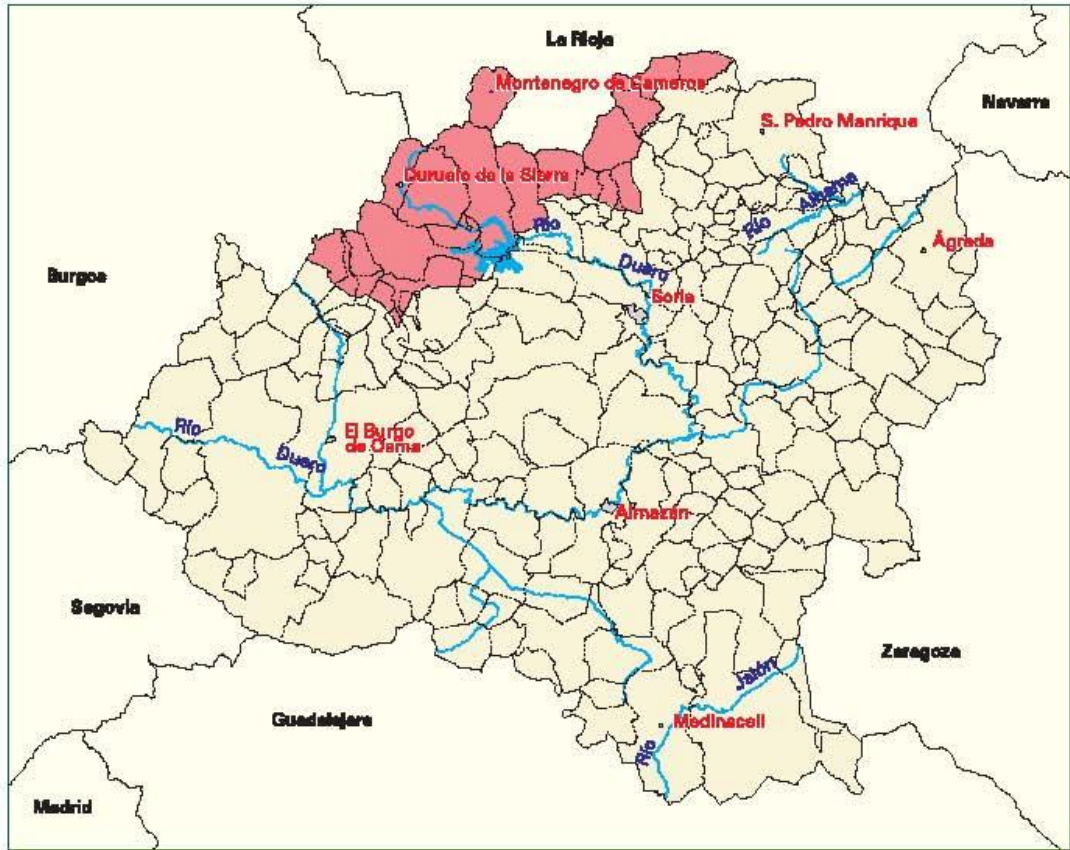 La Rioja
Montenegro de Cameros
Navarra
S. Pedro Manrique
Duruelo de la Sierra
Río Alhama
Río
Ágreda
Burgos
Duero
Soria
Río
El Burgo
de Osma
Duero
Almazán
Segovia
Zaragoza
Jalón
Guadalajara
Medinaceli
Río
Madrid